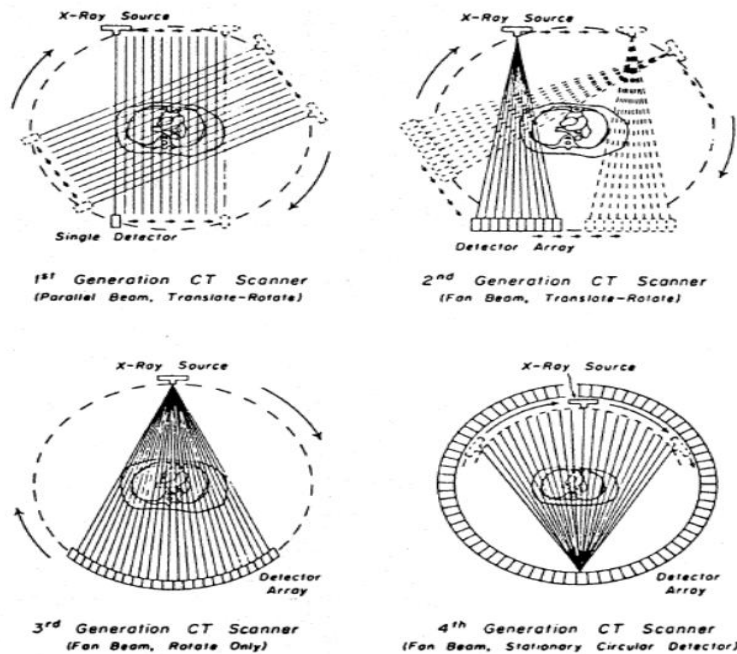 X-Ray Source
Single Detector
1st Generation CT Scanner
(Parallel Beam, Translate-Rotate)
X-Ray Source
Detector Array
2nd Generation CT Scanner
(Fan Beam, Translate-Rotate)
X-Ray Source
Detector
Array
3rd Generation CT Scanner
(Fan Beam, Rotate Only)
X-Ray Source
Detector
Array
4th Generation CT Scanner
(Fan Beam, Stationary Circular Detector)